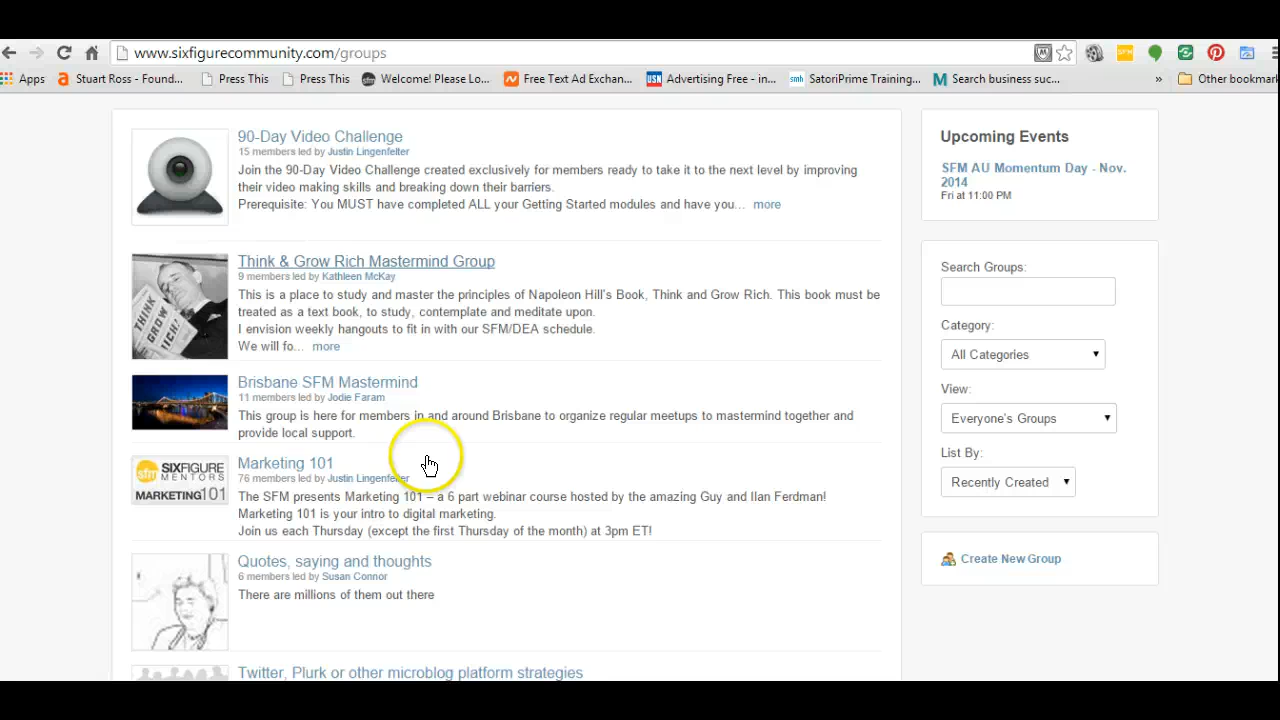 www.sixfigurecommunity.com/groups
SFM
Apps
a Stuart Ross - Found...
Press This
Press This
Welcome! Please Lo...
Free Text Ad Exchan...
USN Advertising Free - in...
smh SatoriPrime Training...
M Search business suc...
»
Other bookmark
90-Day Video Challenge
15 members led by Justin Lingenfelter
Join the 90-Day Video Challenge created exclusively for members ready to take it to the next level by improving
their video making skills and breaking down their barriers.
Prerequisite: You MUST have completed ALL your Getting Started modules and have you... more
THINK
GROW
RICH!
Think & Grow Rich Mastermind Group
9 members led by Kathleen McKay
This is a place to study and master the principles of Napoleon Hill's Book, Think and Grow Rich. This book must be
treated as a text book, to study, contemplate and meditate upon.
I envision weekly hangouts to fit in with our SFM/DEA schedule.
We will fo... more
Brisbane SFM Mastermind
11 members led by Jodie Faram
This group is here for members in and around Brisbane to organize regular meetups to mastermind together and
provide local support.
sfm SIXFIGURE
MENTORS
MARKETING101
Marketing 101
76 members led by Justin Lingenfelter
The SFM presents Marketing 101 – a 6 part webinar course hosted by the amazing Guy and Ilan Ferdman!
Marketing 101 is your intro to digital marketing.
Join us each Thursday (except the first Thursday of the month) at 3pm ET!
Quotes, saying and thoughts
6 members led by Susan Connor
There are millions of them out there
Twitter, Plurk or other microblog platform strategies
Upcoming Events
SFM AU Momentum Day - Nov.
2014
Fri at 11:00 PM
Search Groups:
Category:
All Categories
View:
Everyone's Groups
List By:
Recently Created
Create New Group